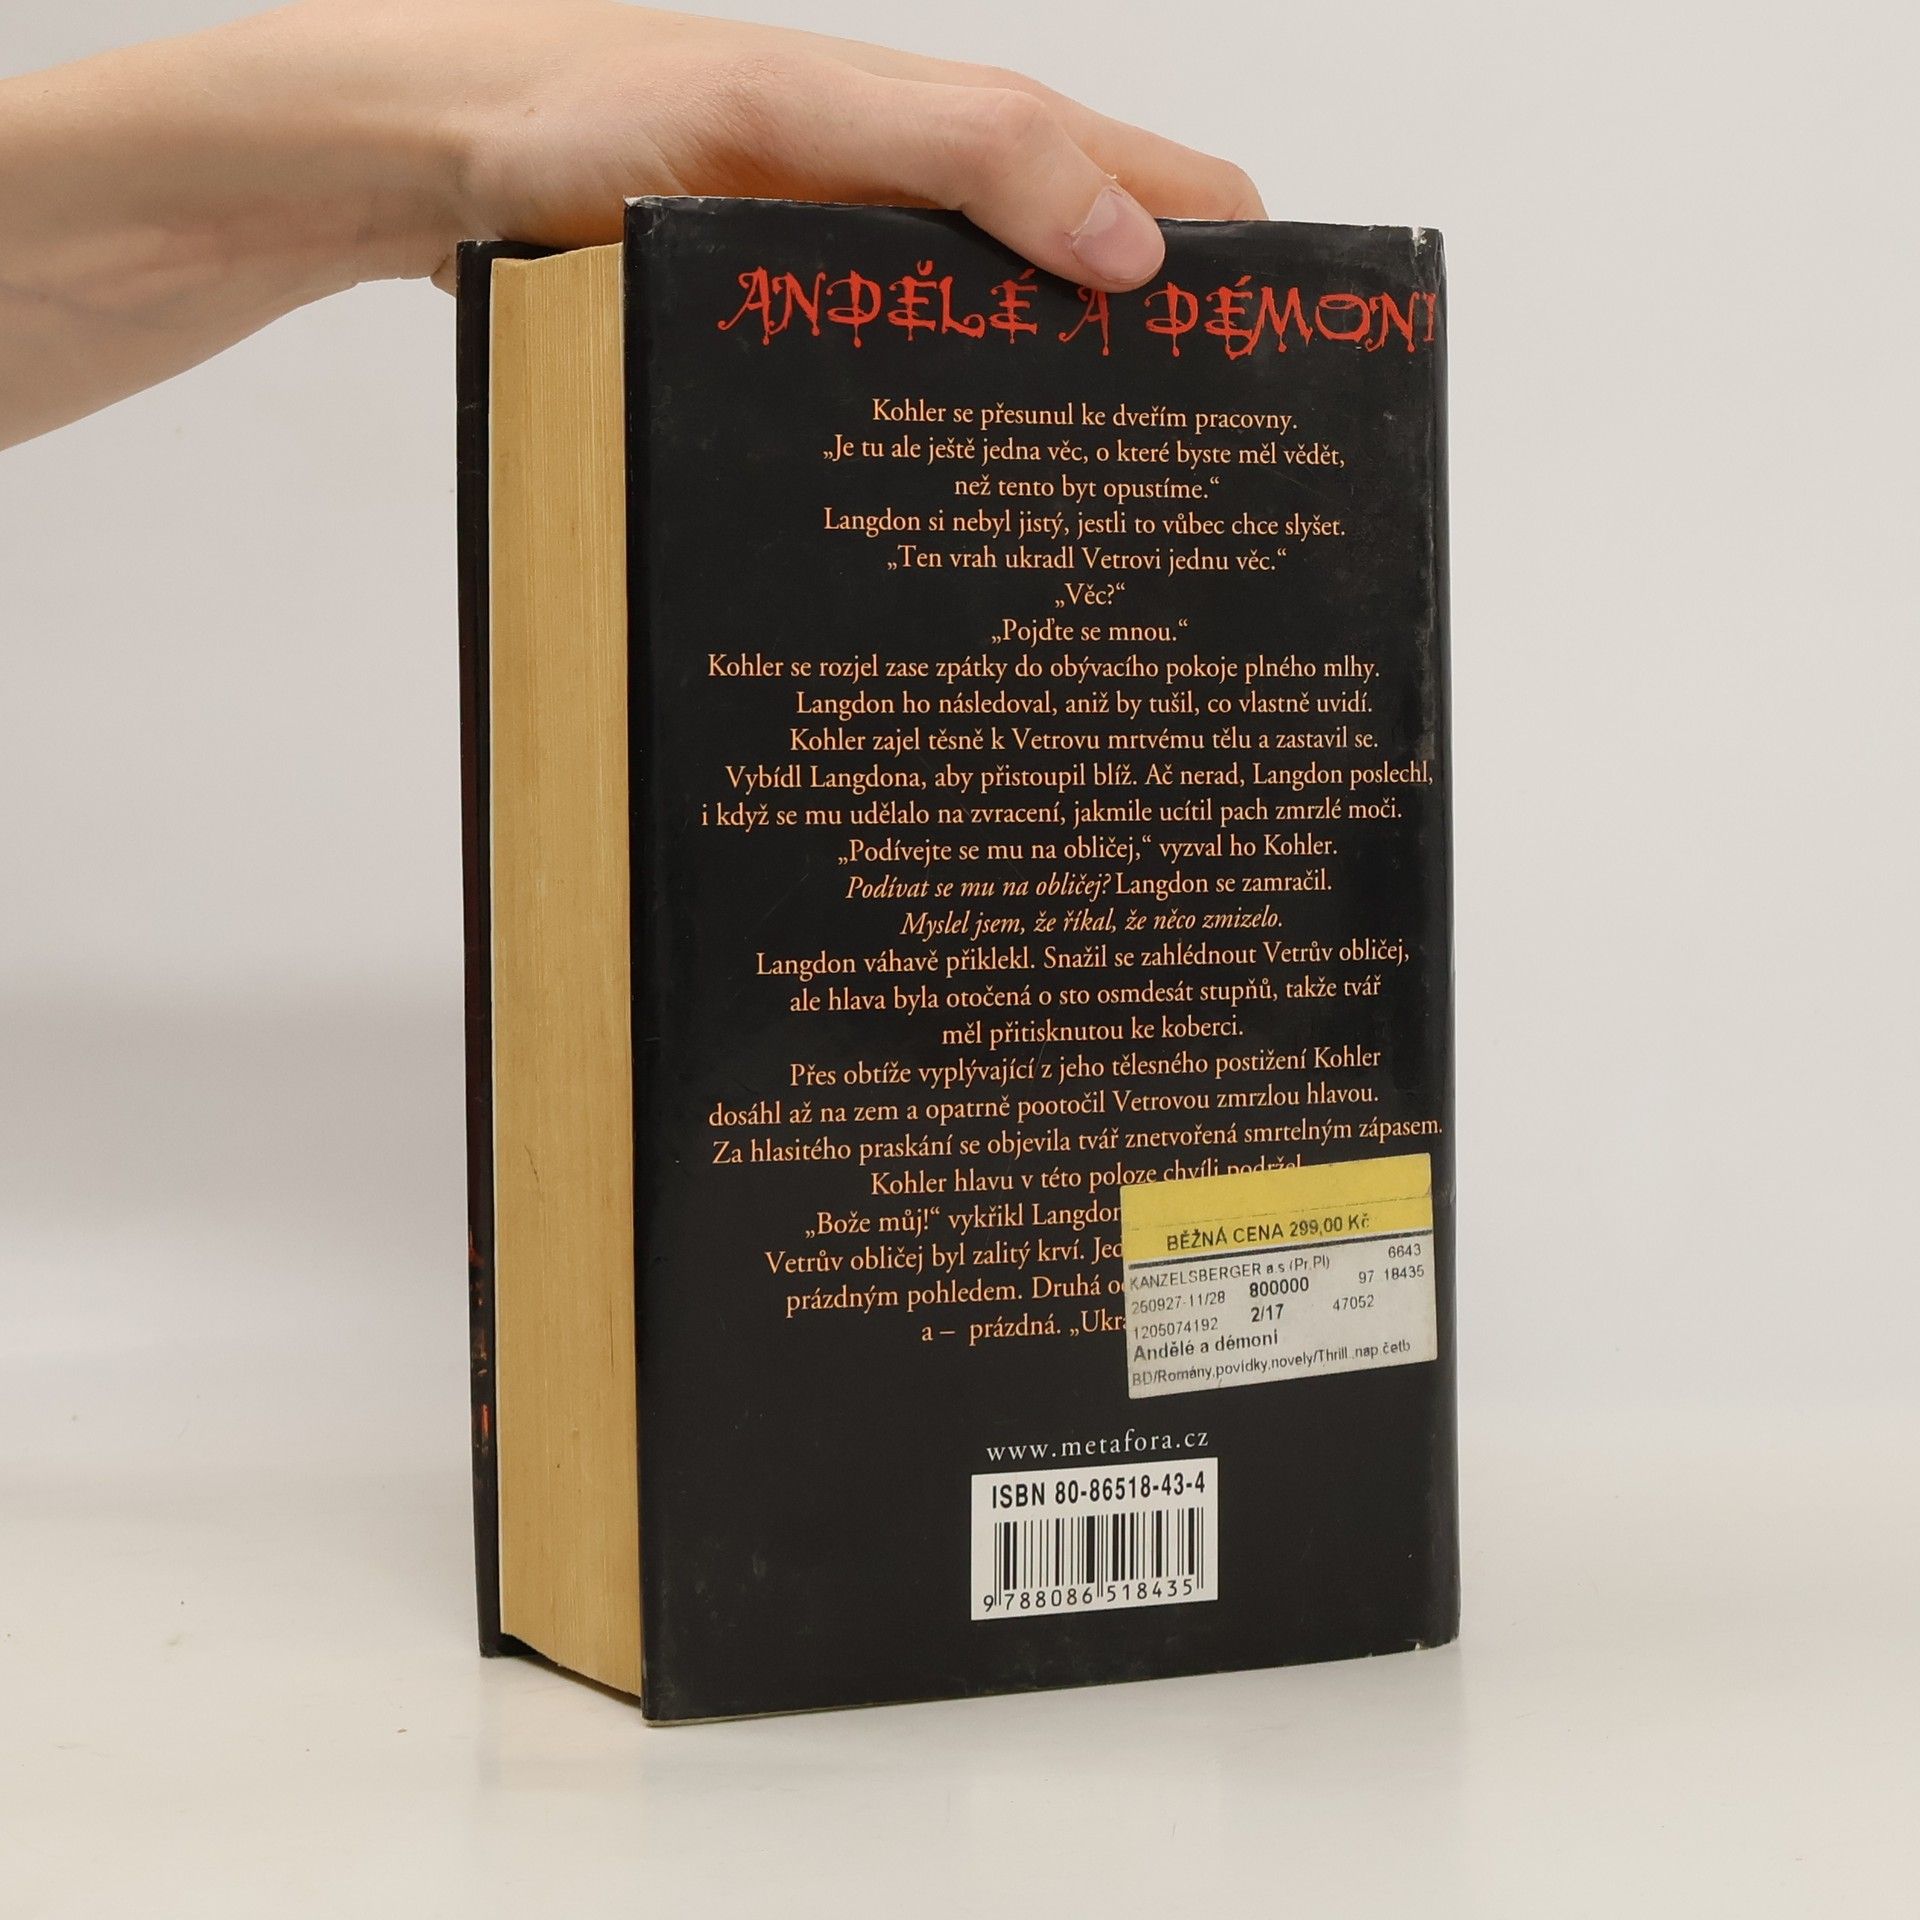 ANDĚLÉ A DÉMONI
Kohler se přesunul ke dveřím pracovny.
„Je tu ale ještě jedna věc, o které byste měl vědět,
než tento byt opustíme.“
Langdon si nebyl jistý, jestli to vůbec chce slyšet.
„Ten vrah ukradl Vetrovi jednu věc.“
„Věc?“
„Pojďte se mnou.“
Kohler se rozjel zase zpátky do obývacího pokoje plného mlhy.
Langdon ho následoval, aniž by tušil, co vlastně uvidí.
Kohler zajel těsně k Vetrovu mrtvému tělu a zastavil se.
Vybídl Langdona, aby přistoupil blíž. Ač nerad, Langdon poslechl,
i když se mu udělalo na zvracení, jakmile ucítil pach zmrzlé moči.
„Podívejte se mu na obličej,“ vyzval ho Kohler.
Podívat se mu na obličej? Langdon se zamračil.
Myslel jsem, že říkal, že něco zmizelo.
Langdon váhavě přiklekl. Snažil se zahlédnout Vetrův obličej,
ale hlava byla otočená o sto osmdesát stupňů, takže tvář
měl přitisknutou ke koberci.
Přes obtíže vyplývající z jeho tělesného postižení Kohler
dosáhl až na zem a opatrně pootočil Vetrovou zmrzlou hlavou.
Za hlasitého praskání se objevila tvář znetvořená smrtelným zápasem.
Kohler hlavu v této poloze chvíli podržel.
„Bože můj!“ vykřikl Langdon
Vetrův obličej byl zalitý krví. Jed
prázdným pohledem. Druhá oč
a – prázdná. „Ukra
BĚŽNÁ CENA 299,00 Kč
KANZELSBERGER a.s.(Pr.Pl) 6643
260927-11/28 800000 97 18435
1205074192 2/17 47052
Andělé a démoni
BD/Romány,povídky,novely/Thrill.,nap.četb
www.metafora.cz
ISBN 80-86518-43-4
9 788086 518435